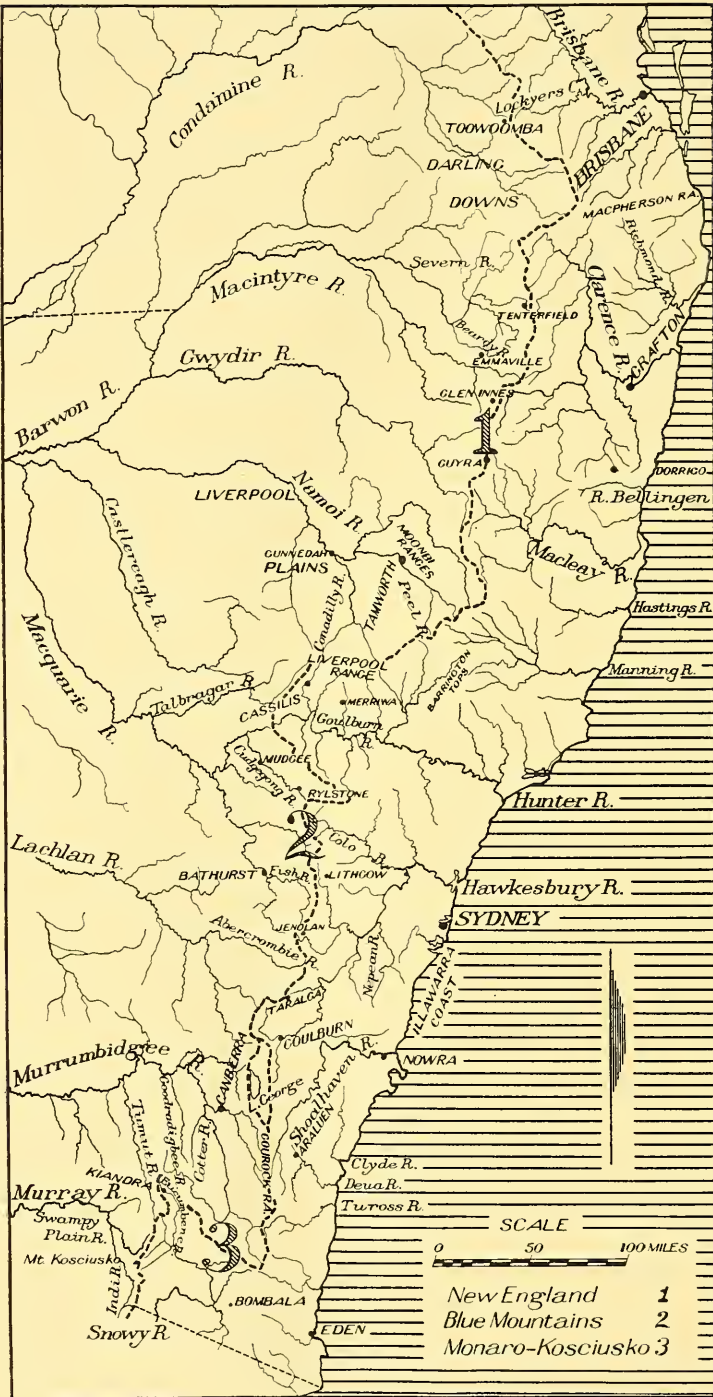 Brisbane R.
Condamine R.
Lockyers C.
TOOWOOMBA
BRISBANE
DARLING
DOWNS
MACPHERSON RA.
Richmond R.
Severn R.
Macintyre R.
TENTERFIELD
Clarence R.
Beardy R.
EMMAVILLE
GRAFTON
Gwydir R.
GLEN INNES
Barwon R.
1
GUYRA
DORRIGO
LIVERPOOL
Namoi R.
R. Bellingen
Castlereagh R.
MOONBI
RANGES
GUNNEDAH
PLAINS
Macleay R.
TAMWORTH
Peel R.
Conadilly R.
Hastings R.
Macquarie R.
LIVERPOOL
RANGE
BARRINGTON
TOPS
Manning R.
Talbragar R.
CASSILIS
MERRIWA
Goulburn
R.
MUDGEE
Cudgegong R.
RYLSTONE
Hunter R.
2
Colo R.
Lachlan R.
BATHURST
Fish R.
LITHGOW
Hawkesbury R.
SYDNEY
JENOLAN
Abercrombie R.
Nepean R.
ILLAWARRA
COAST
TARALGA
GOULBURN
Murrumbidgee R.
CANBERRA
NOWRA
George
Shoalhaven R.
Goodradigbee R.
Tumut R.
Cotter R.
ARALUEN
GOUROCK RA.
Clyde R.
KIANDRA
Deua R.
Murray R.
Eucumbene R.
Tuross R.
Swampy
Plain R.
3
SCALE
0 50 100 MILES
Mt. Kosciusko
Indi R.
New England 1
BOMBALA
Blue Mountains 2
Snowy R
EDEN
Monaro-Kosciusko 3